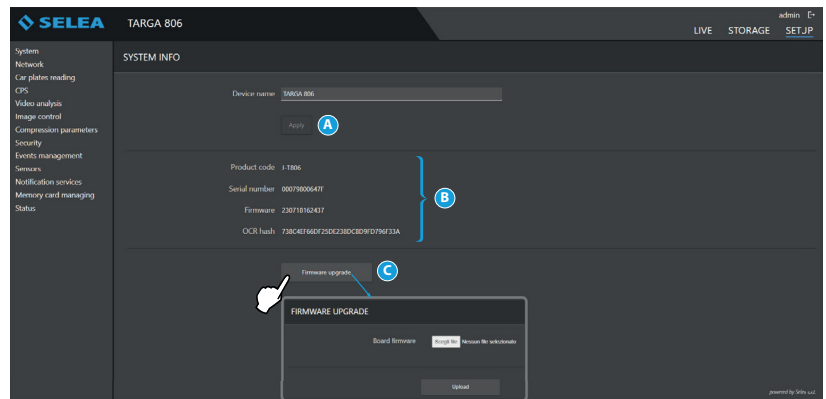 SELEA
TARGA 806
admin
LIVE STORAGE SETUP
System
Network
Car plates reading
CPS
Video analysis
Image control
Compression parameters
Security
Events management
Sensors
Notification services
Memory card managing
Status
SYSTEM INFO
Device name TARGA 806
Apply A
Product code J-T806
Serial number 00079800647F
B
Firmware 230718162437
OCR hash 738C4EF66DF25DE238DCBD9FD796F33A
Firmware upgrade C
FIRMWARE UPGRADE
Board firmware Scegli file Nessun file selezionato
Upload
powered by Selea s.r.l.